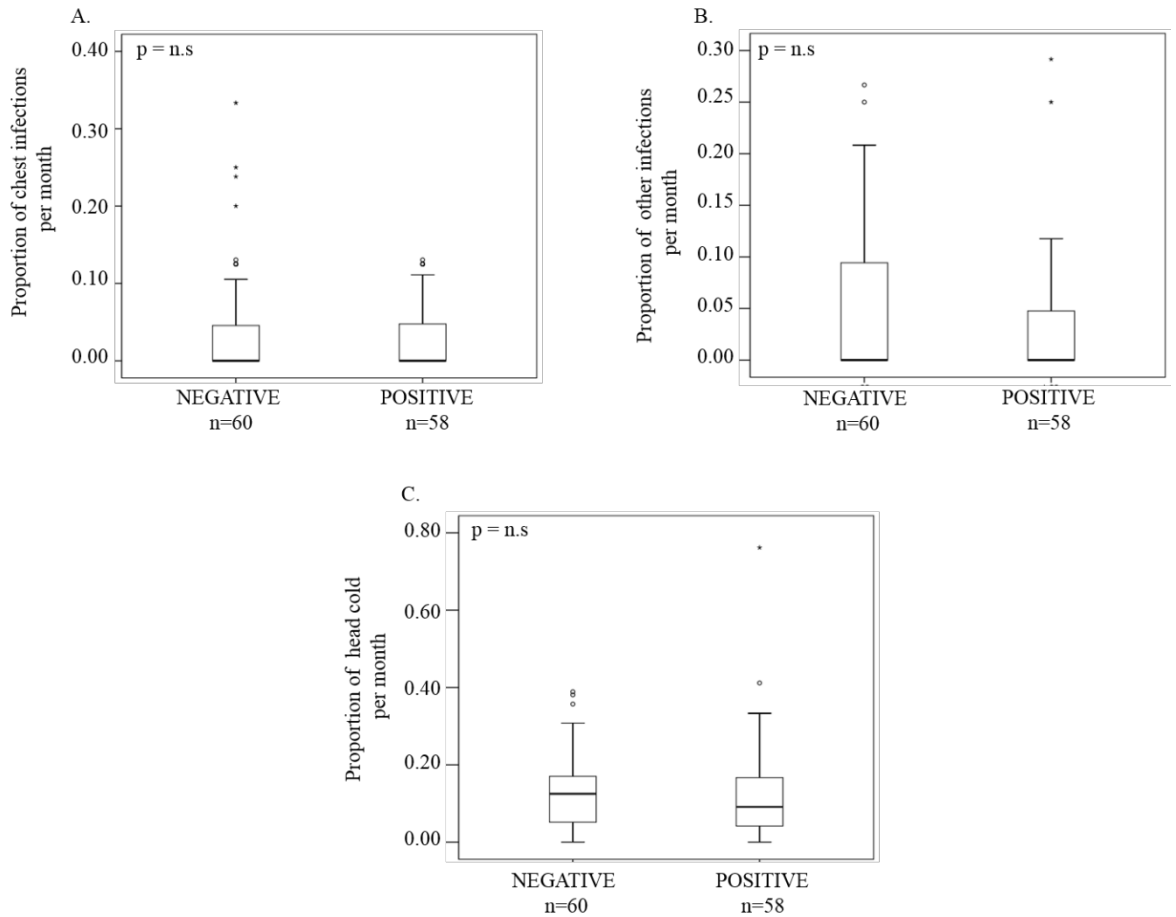 A.
p = n.s
Proportion of chest infections
per month
0.40
0.30
0.20
0.10
0.00
NEGATIVE
n=60
POSITIVE
n=58
B.
p = n.s
Proportion of other infections
per month
0.30
0.25
0.20
0.15
0.10
0.05
0.00
NEGATIVE
n=60
POSITIVE
n=58
C.
p = n.s
Proportion of head cold
per month
0.80
0.60
0.40
0.20
0.00
NEGATIVE
n=60
POSITIVE
n=58